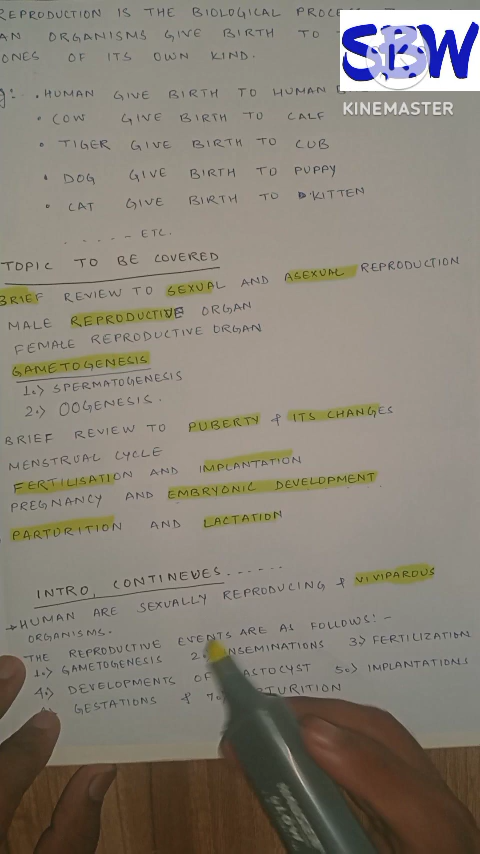 REPRODUCTION IS THE BIOLOGICAL PROCESS
AN ORGANISMS GIVE BIRTH TO
ONES OF ITS OWN KIND.
SBW
KINEMASTER
• HUMAN GIVE BIRTH TO HUMAN
• COW GIVE BIRTH TO CALF
• TIGER GIVE BIRTH TO CUB
• DOG GIVE BIRTH TO PUPPY
• CAT GIVE BIRTH TO KITTEN
..... ETC.
TOPIC TO BE COVERED
BRIEF REVIEW TO SEXUAL AND ASEXUAL REPRODUCTION
MALE REPRODUCTIVE ORGAN
FEMALE REPRODUCTIVE ORGAN
GAMETOGENESIS
1.) SPERMATOGENESIS
2.) OOGENESIS.
BRIEF REVIEW TO PUBERTY & ITS CHANGES
MENSTRUAL CYCLE
FERTILISATION AND IMPLANTATION
PREGNANCY AND EMBRYONIC DEVELOPMENT
PARTURITION AND LACTATION
INTRO, CONTINEUES......
→ HUMAN ARE SEXUALLY REPRODUCING & VIVIPAROUS
ORGANISMS.
THE REPRODUCTIVE EVENTS ARE AS FOLLOWS:-
1.) GAMETOGENESIS 2.) INSEMINATIONS 3.) FERTILIZATION
4.) DEVELOPMENTS OF 5.) IMPLANTATIONS
GESTATIONS & 7.) PARTURITION